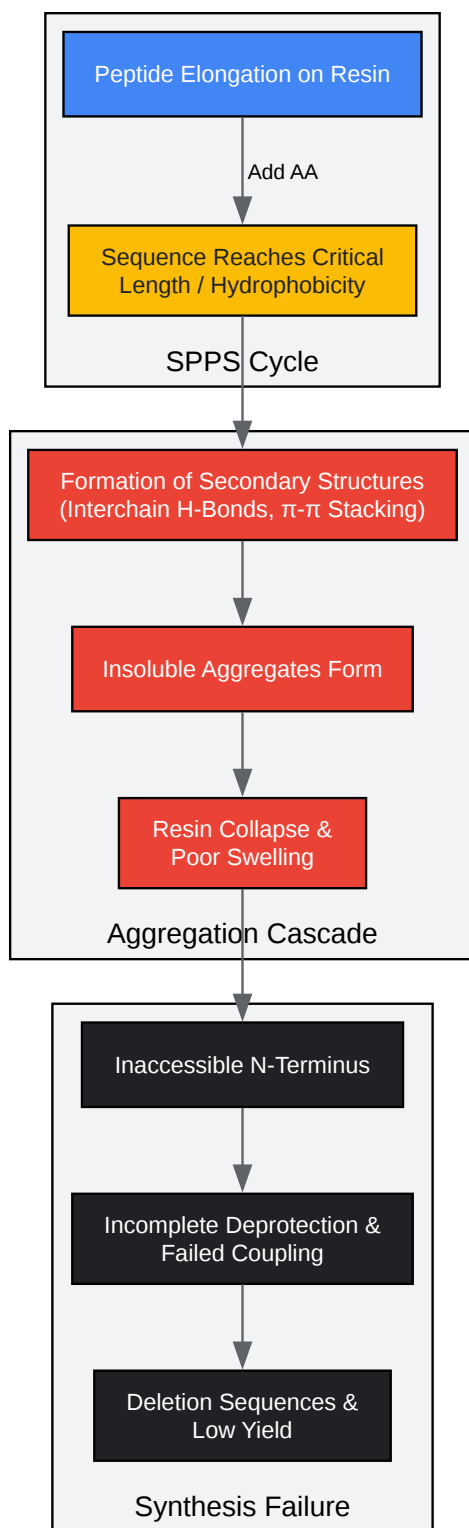 Peptide Elongation on Resin
Add AA
Sequence Reaches Critical
Length / Hydrophobicity
SPPS Cycle
Formation of Secondary Structures
(Interchain H-Bonds, π-π Stacking)
Insoluble Aggregates Form
Resin Collapse &
Poor Swelling
Aggregation Cascade
Inaccessible N-Terminus
Incomplete Deprotection &
Failed Coupling
Deletion Sequences &
Low Yield
Synthesis Failure